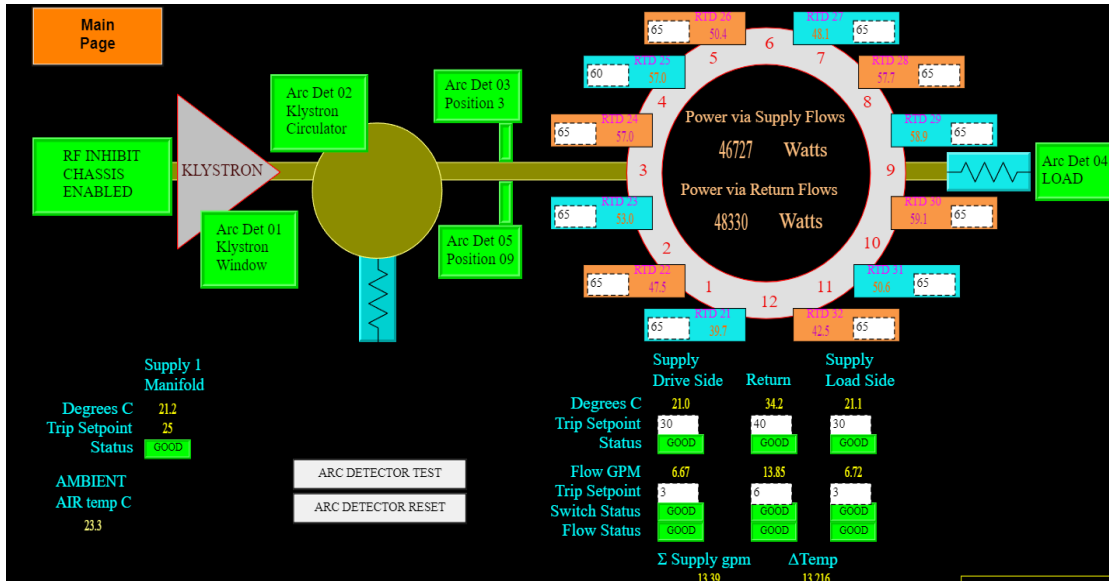 Main
Page
RF INHIBIT
CHASSIS
ENABLED
KLYSTRON
Arc Det 02
Klystron
Circulator
Arc Det 01
Klystron
Window
Arc Det 03
Position 3
Arc Det 05
Position 09
Arc Det 04
LOAD
RTD 26
65
50.4
RTD 27
48.1
65
RTD 25
60
57.0
RTD 28
57.7
65
RTD 24
65
57.0
RTD 29
58.9
65
RTD 23
65
53.0
RTD 30
59.1
65
RTD 22
65
47.5
RTD 31
50.6
65
RTD 21
65
39.7
RTD 32
42.5
65
6
5
7
4
8
3
9
2
10
1
11
12
Power via Supply Flows
46727 Watts
Power via Return Flows
48330 Watts
Supply 1
Manifold
Degrees C 21.2
Trip Setpoint 25
Status GOOD
AMBIENT
AIR temp C
23.3
ARC DETECTOR TEST
ARC DETECTOR RESET
Supply Supply
Drive Side Return Load Side
Degrees C 21.0 34.2 21.1
Trip Setpoint 30 40 30
Status GOOD GOOD GOOD
Flow GPM 6.67 13.85 6.72
Trip Setpoint 3 6 3
Switch Status GOOD GOOD GOOD
Flow Status GOOD GOOD GOOD
Σ Supply gpm ΔTemp
13.39 13.216